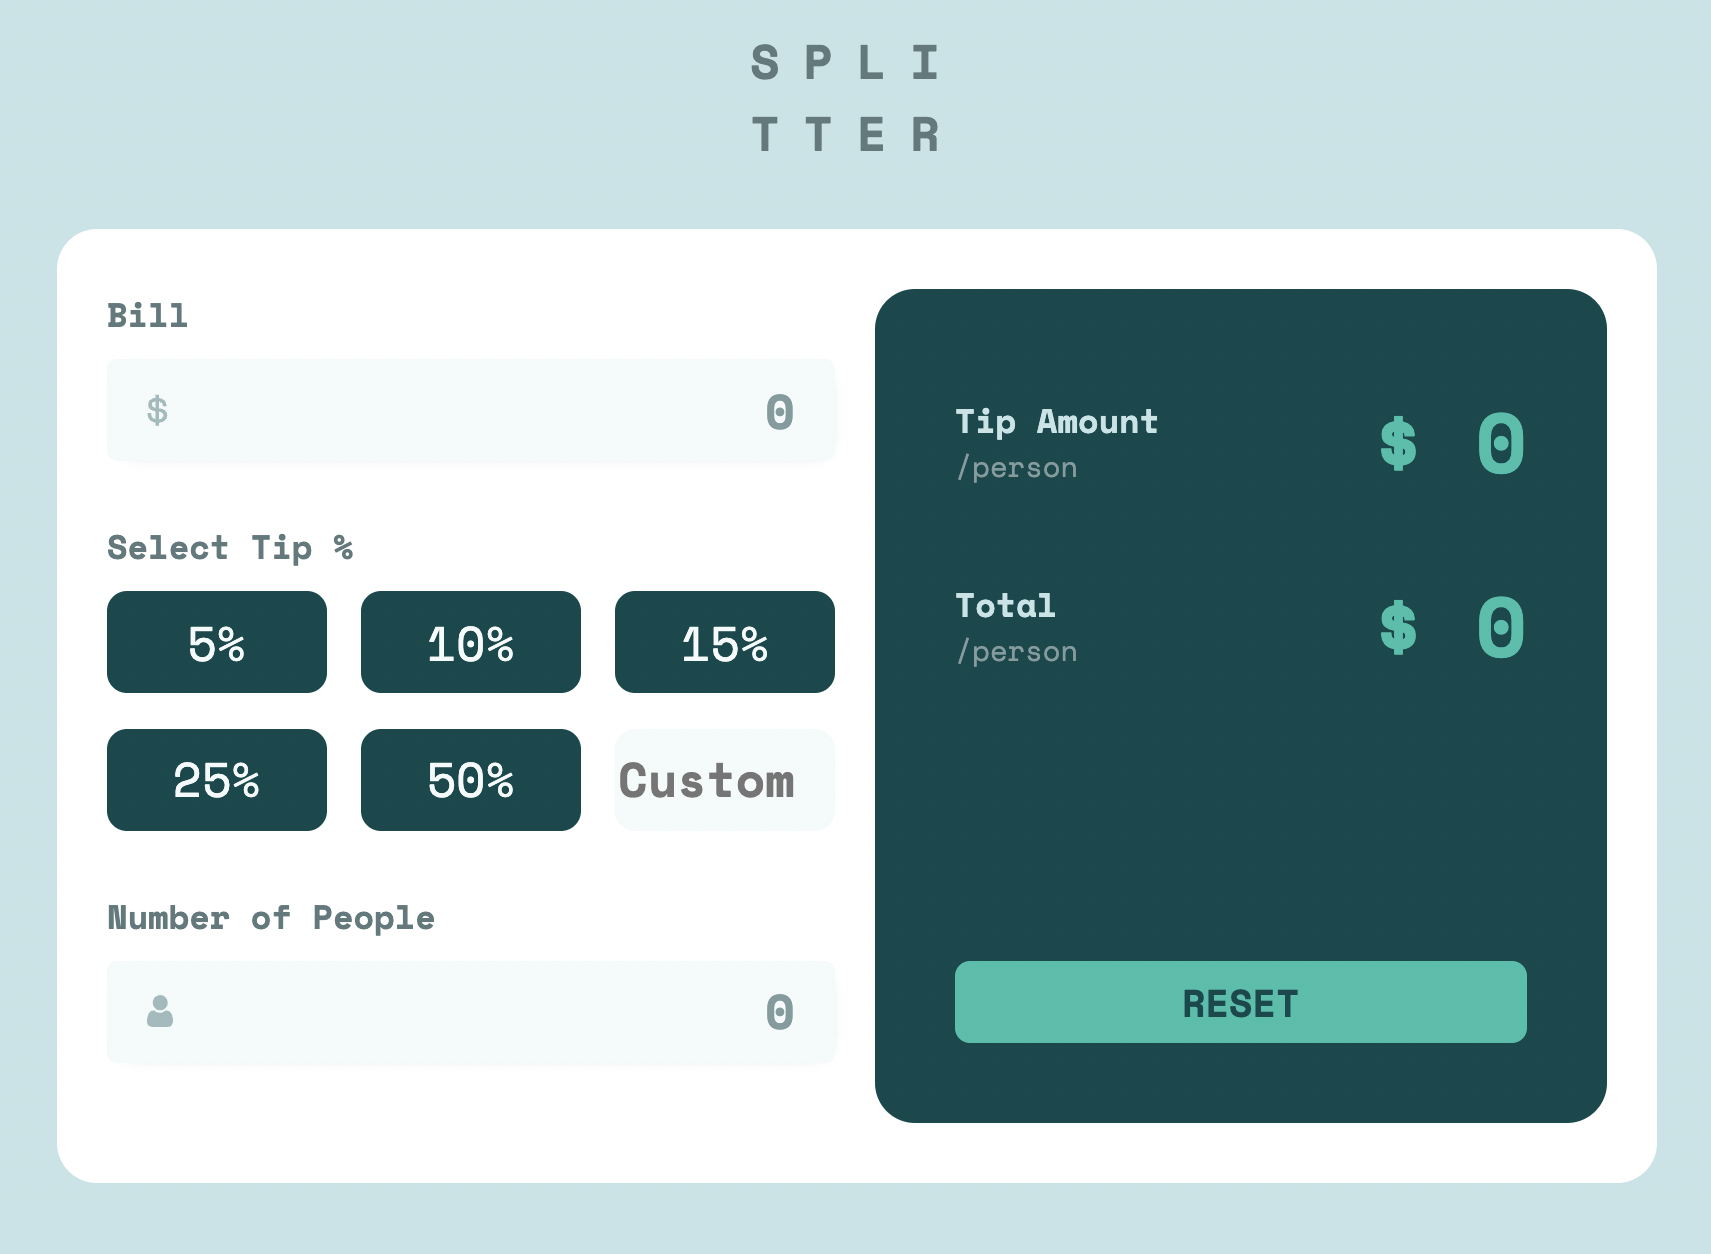 S P L I
T T E R
Bill
$ 0
Select Tip %
5% 10% 15%
25% 50% Custom
Number of People
0
Tip Amount
/person
$ 0
Total
/person
$ 0
RESET